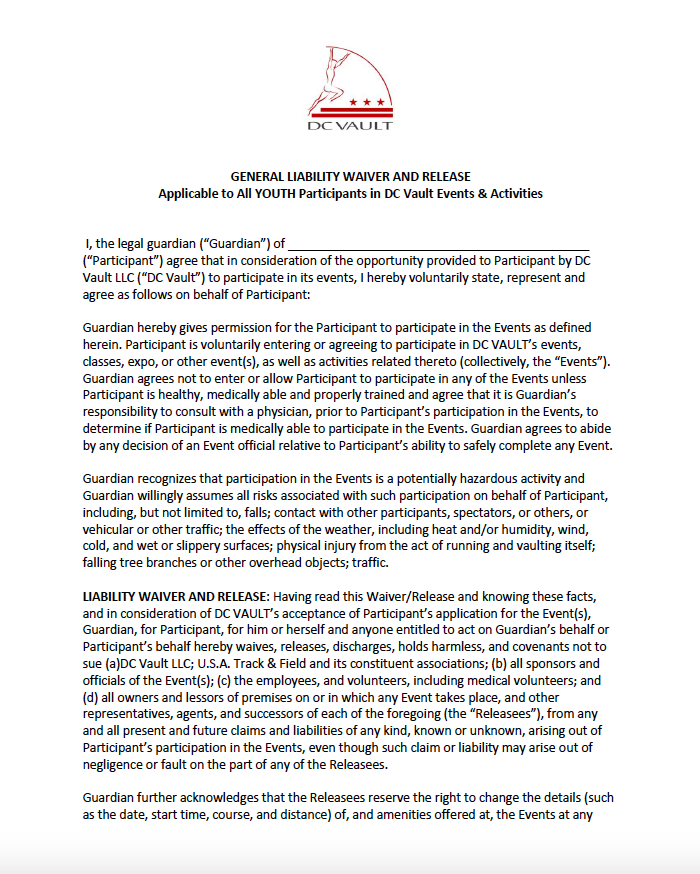 DC VAULT
GENERAL LIABILITY WAIVER AND RELEASE
Applicable to All YOUTH Participants in DC Vault Events & Activities
I, the legal guardian (“Guardian”) of ___________________________________________
(“Participant”) agree that in consideration of the opportunity provided to Participant by DC
Vault LLC (“DC Vault”) to participate in its events, I hereby voluntarily state, represent and
agree as follows on behalf of Participant:
Guardian hereby gives permission for the Participant to participate in the Events as defined
herein. Participant is voluntarily entering or agreeing to participate in DC VAULT’s events,
classes, expo, or other event(s), as well as activities related thereto (collectively, the “Events”).
Guardian agrees not to enter or allow Participant to participate in any of the Events unless
Participant is healthy, medically able and properly trained and agree that it is Guardian’s
responsibility to consult with a physician, prior to Participant’s participation in the Events, to
determine if Participant is medically able to participate in the Events. Guardian agrees to abide
by any decision of an Event official relative to Participant’s ability to safely complete any Event.
Guardian recognizes that participation in the Events is a potentially hazardous activity and
Guardian willingly assumes all risks associated with such participation on behalf of Participant,
including, but not limited to, falls; contact with other participants, spectators, or others, or
vehicular or other traffic; the effects of the weather, including heat and/or humidity, wind,
cold, and wet or slippery surfaces; physical injury from the act of running and vaulting itself;
falling tree branches or other overhead objects; traffic.
LIABILITY WAIVER AND RELEASE: Having read this Waiver/Release and knowing these facts,
and in consideration of DC VAULT’s acceptance of Participant’s application for the Event(s),
Guardian, for Participant, for him or herself and anyone entitled to act on Guardian’s behalf or
Participant’s behalf hereby waives, releases, discharges, holds harmless, and covenants not to
sue (a)DC Vault LLC; U.S.A. Track & Field and its constituent associations; (b) all sponsors and
officials of the Event(s); (c) the employees, and volunteers, including medical volunteers; and
(d) all owners and lessors of premises on or in which any Event takes place, and other
representatives, agents, and successors of each of the foregoing (the “Releasees”), from any
and all present and future claims and liabilities of any kind, known or unknown, arising out of
Participant’s participation in the Events, even though such claim or liability may arise out of
negligence or fault on the part of any of the Releasees.
Guardian further acknowledges that the Releasees reserve the right to change the details (such
as the date, start time, course, and distance) of, and amenities offered at, the Events at any